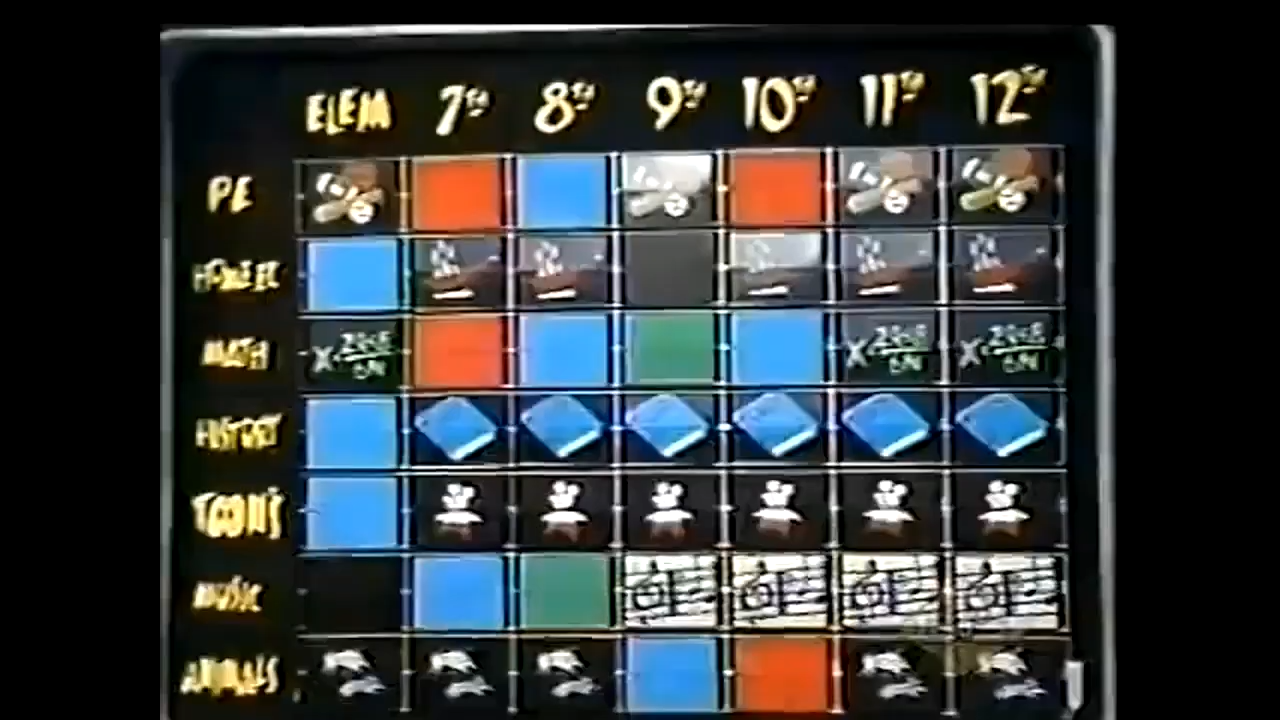 ELEM 7TH 8TH 9TH 10TH 11TH 12TH
PE
HOME EC
MATH X=
HISTORY
TOONS
MUSIC
ANIMALS